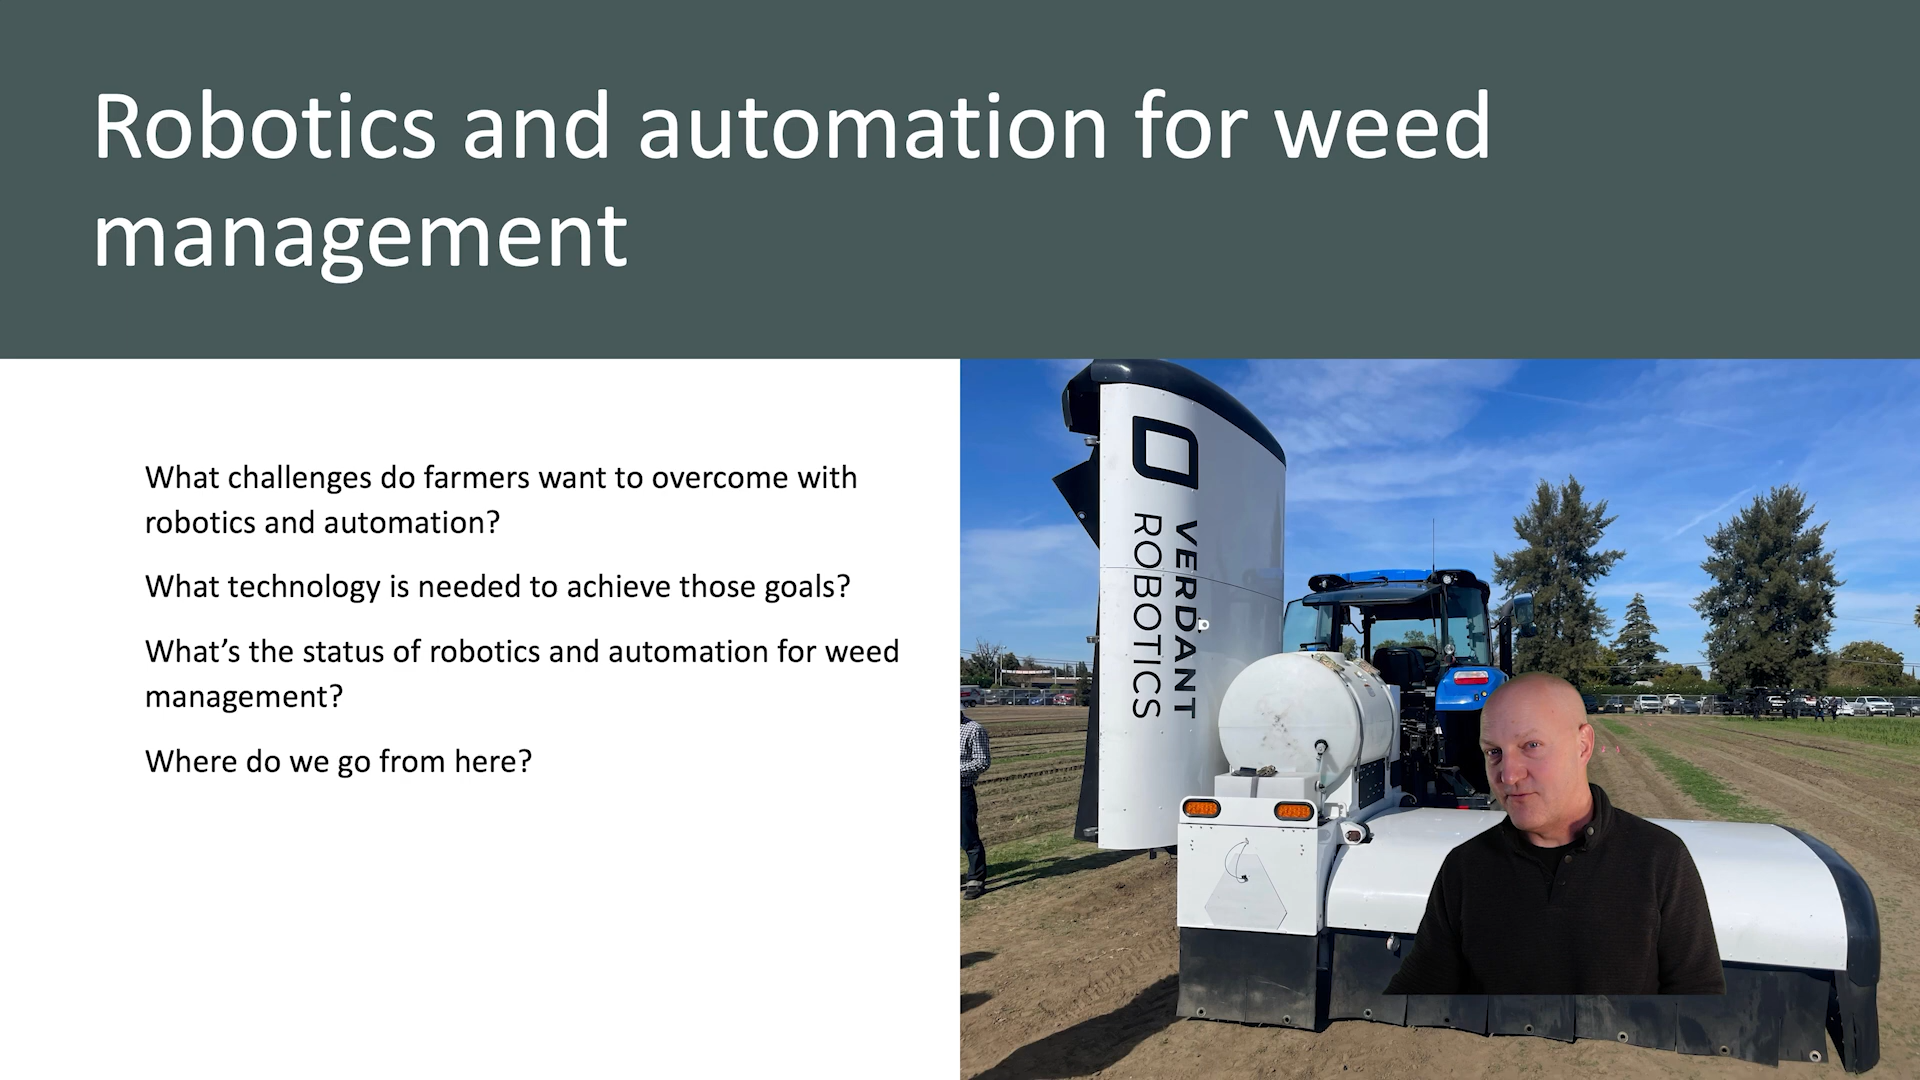 Robotics and automation for weed
management
What challenges do farmers want to overcome with
robotics and automation?
What technology is needed to achieve those goals?
What’s the status of robotics and automation for weed
management?
Where do we go from here?
VERDANT
ROBOTICS